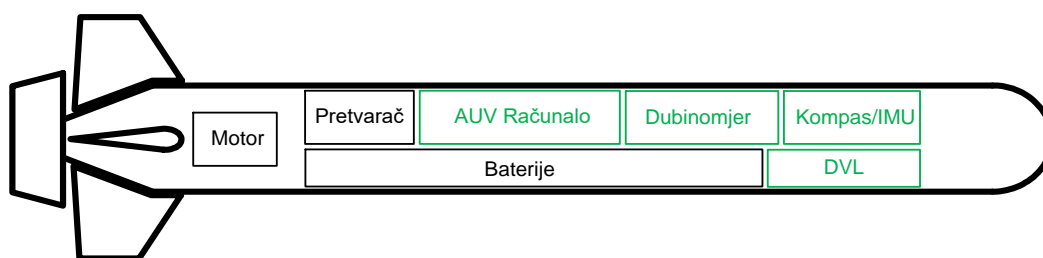 Motor
Pretvarač
AUV Računalo
Dubinomjer
Kompas/IMU
Baterije
DVL